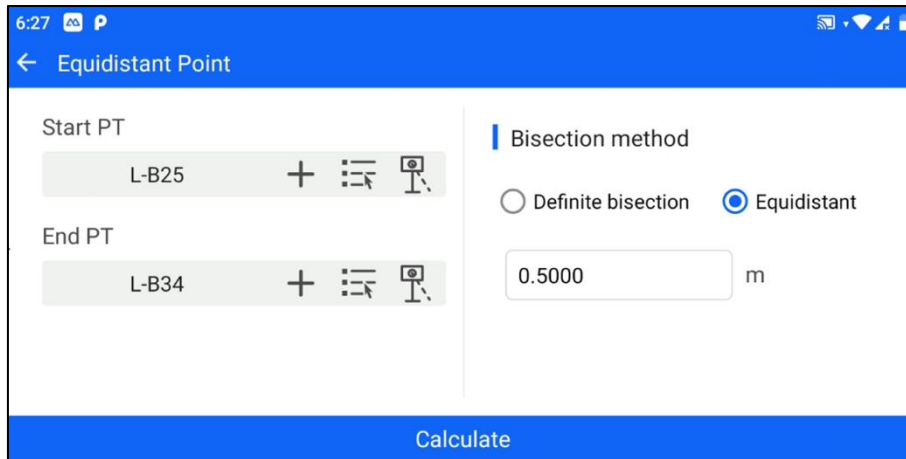 6:27
Equidistant Point
Start PT
L-B25
End PT
L-B34
Bisection method
Definite bisection
Equidistant
0.5000 m
Calculate